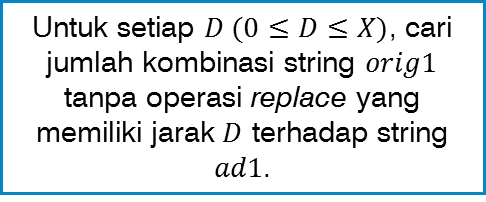 Untuk setiap D (0 ≤ D ≤ X), cari
jumlah kombinasi string orig1
tanpa operasi replace yang
memiliki jarak D terhadap string
ad1.